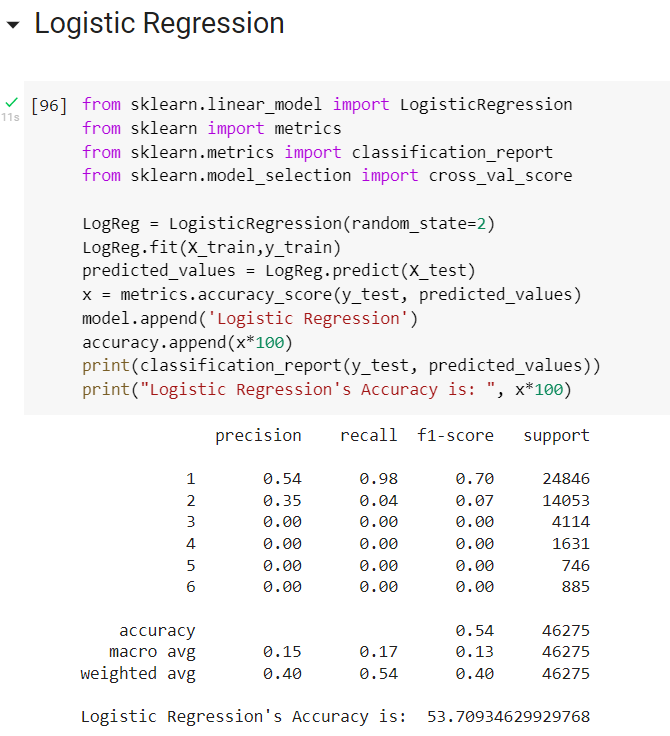 Logistic Regression
[96] from sklearn.linear_model import LogisticRegression
11s
from sklearn import metrics
from sklearn.metrics import classification_report
from sklearn.model_selection import cross_val_score
LogReg = LogisticRegression(random_state=2)
LogReg.fit(X_train,y_train)
predicted_values = LogReg.predict(X_test)
x = metrics.accuracy_score(y_test, predicted_values)
model.append('Logistic Regression')
accuracy.append(x*100)
print(classification_report(y_test, predicted_values))
print("Logistic Regression's Accuracy is: ", x*100)
precision recall f1-score support
1 0.54 0.98 0.70 24846
2 0.35 0.04 0.07 14053
3 0.00 0.00 0.00 4114
4 0.00 0.00 0.00 1631
5 0.00 0.00 0.00 746
6 0.00 0.00 0.00 885
accuracy 0.54 46275
macro avg 0.15 0.17 0.13 46275
weighted avg 0.40 0.54 0.40 46275
Logistic Regression's Accuracy is:  53.70934629929768